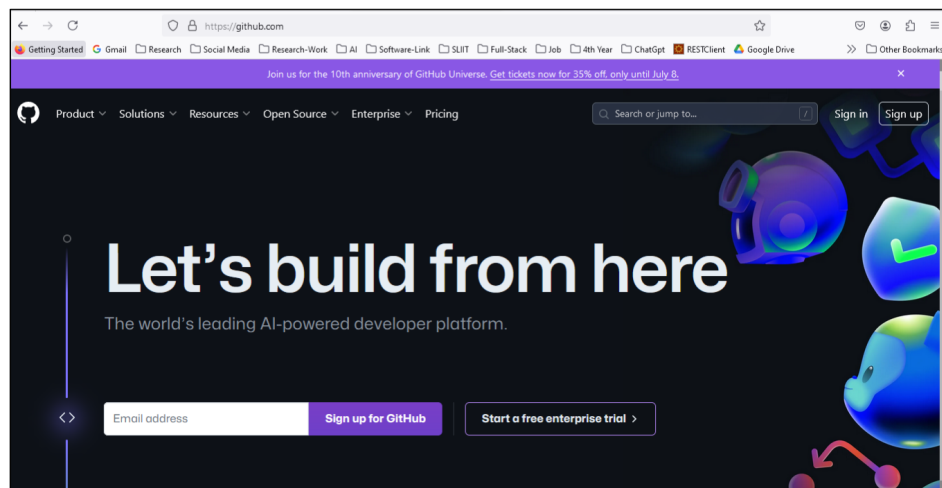 https://github.com
Getting Started G Gmail Research Social Media Research-Work AI Software-Link SLIIT Full-Stack Job 4th Year ChatGpt RESTClient Google Drive Other Bookmarks
Join us for the 10th anniversary of GitHub Universe. Get tickets now for 35% off, only until July 8.
Product Solutions Resources Open Source Enterprise Pricing Search or jump to... / Sign in Sign up
Let's build from here
The world's leading AI-powered developer platform.
Email address Sign up for GitHub Start a free enterprise trial